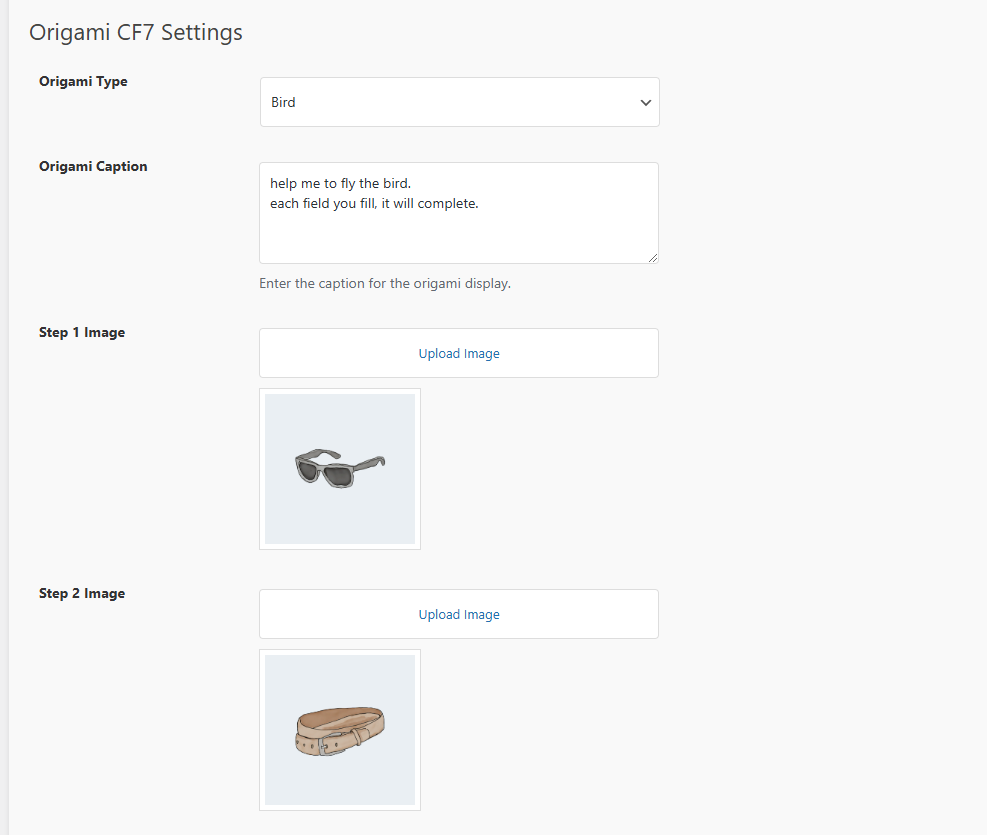 Origami CF7 Settings
Origami Type
Bird
Origami Caption
help me to fly the bird.
each field you fill, it will complete.
Enter the caption for the origami display.
Step 1 Image
Upload Image
Step 2 Image
Upload Image